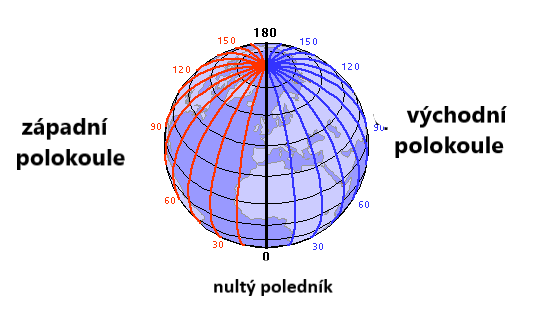 180
150
150
120
120
západní
polokoule
východní
polokoule
90
90
60
60
30
30
0
nultý poledník